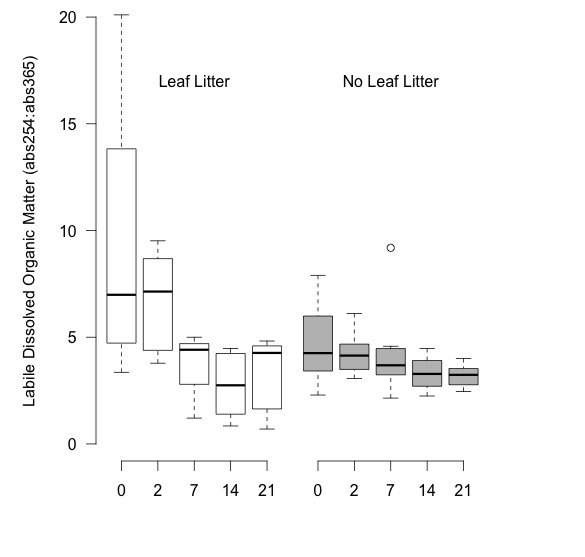 Labile Dissolved Organic Matter (abs254:abs365)
20
15
10
5
0
Leaf Litter
No Leaf Litter
0 2 7 14 21 0 2 7 14 21